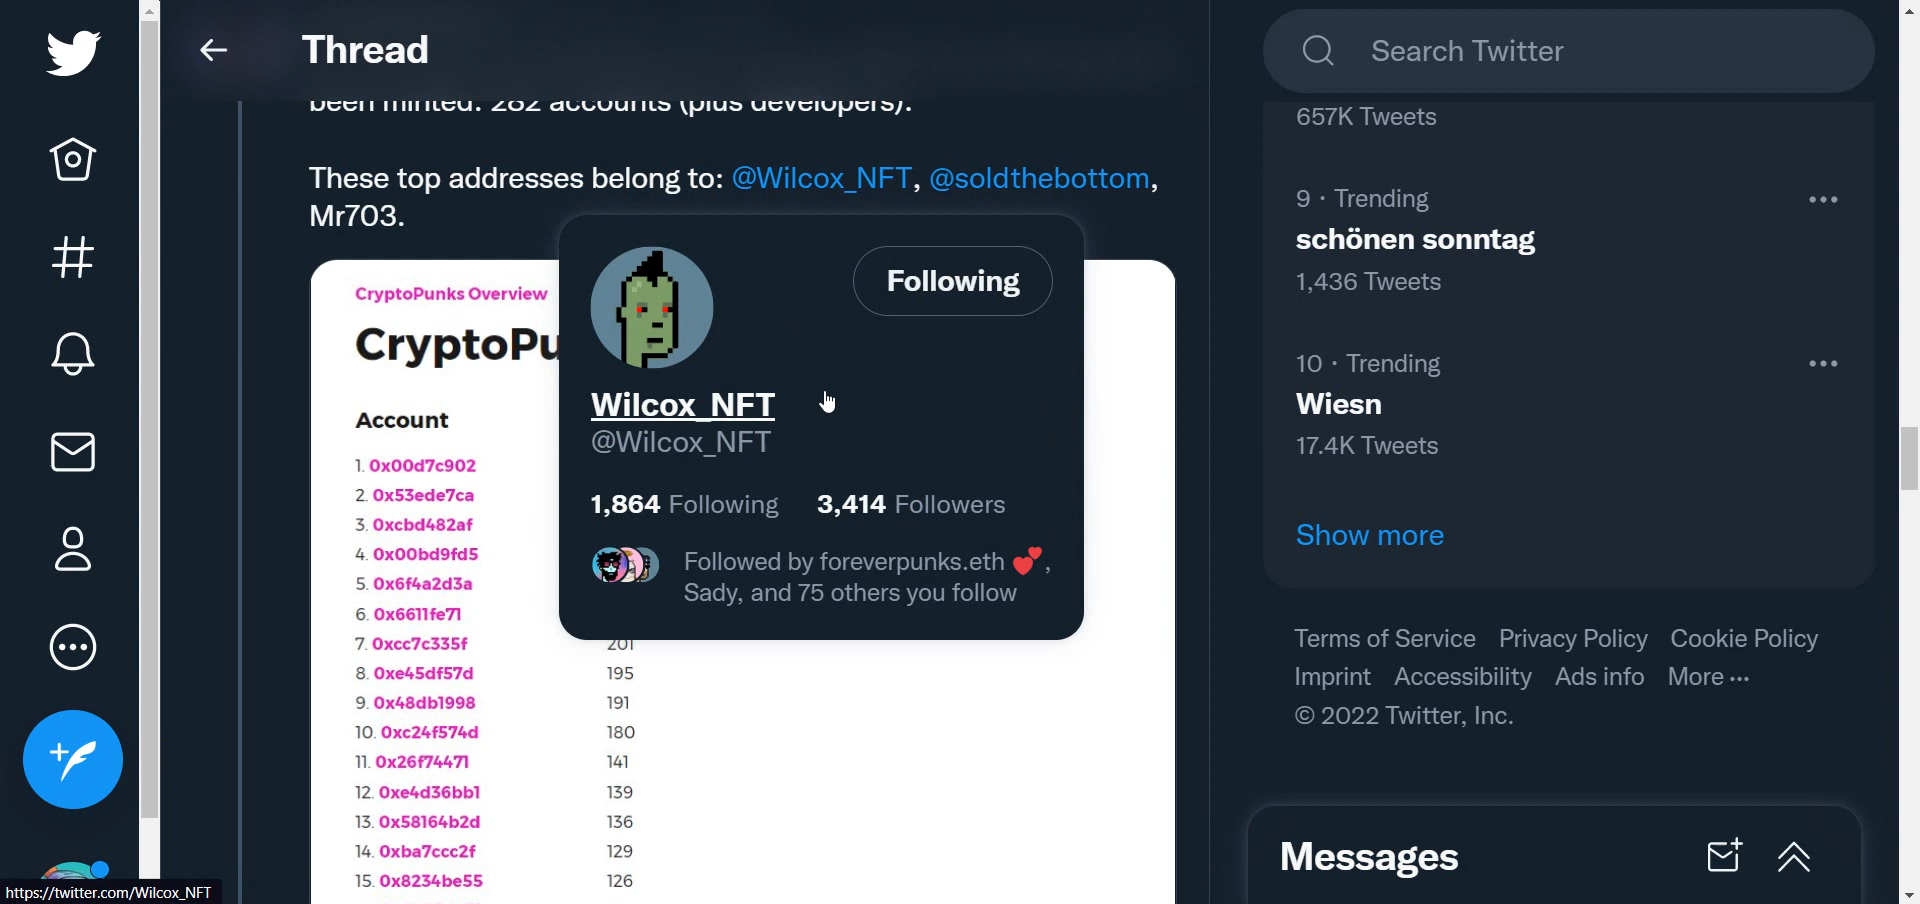 Thread
been minted: 282 accounts (plus developers).
These top addresses belong to: @Wilcox_NFT, @soldthebottom,
Mr703.
CryptoPunks Overview
CryptoPu
Account
1. 0x00d7c902
2. 0x53ede7ca
3. 0xcbd482af
4. 0x00bd9fd5
5. 0x6f4a2d3a
6. 0x6611fe71
7. 0xcc7c335f 201
8. 0xe45df57d 195
9. 0x48db1998 191
10. 0xc24f574d 180
11. 0x26f74471 141
12. 0xe4d36bb1 139
13. 0x58164b2d 136
14. 0xba7ccc2f 129
15. 0x8234be55 126
Following
Wilcox_NFT
@Wilcox_NFT
1,864 Following 3,414 Followers
Followed by foreverpunks.eth 💕,
Sady, and 75 others you follow
Search Twitter
657K Tweets
9 · Trending
schönen sonntag
1,436 Tweets
10 · Trending
Wiesn
17.4K Tweets
Show more
Terms of Service Privacy Policy Cookie Policy
Imprint Accessibility Ads info More ···
© 2022 Twitter, Inc.
Messages
https://twitter.com/Wilcox_NFT